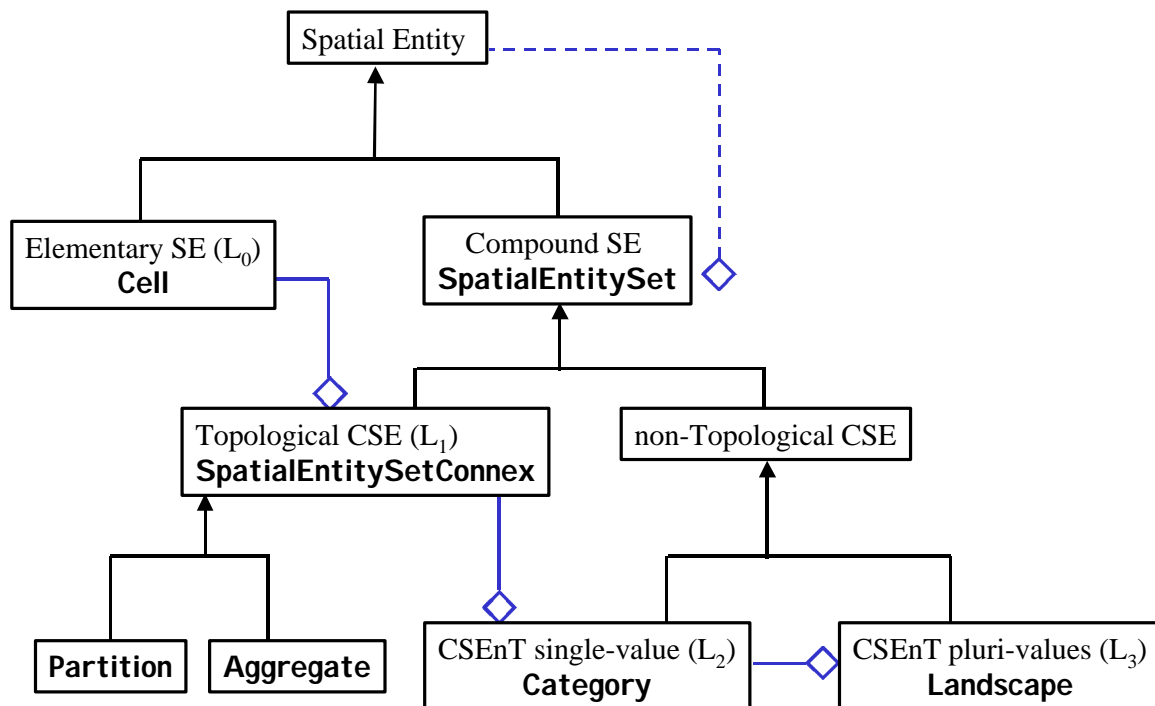 Spatial Entity
Elementary SE (L₀)
Cell
Compound SE
SpatialEntitySet
Topological CSE (L₁)
SpatialEntitySetConnex
non-Topological CSE
Partition
Aggregate
CSEnT single-value (L₂)
Category
CSEnT pluri-values (L₃)
Landscape